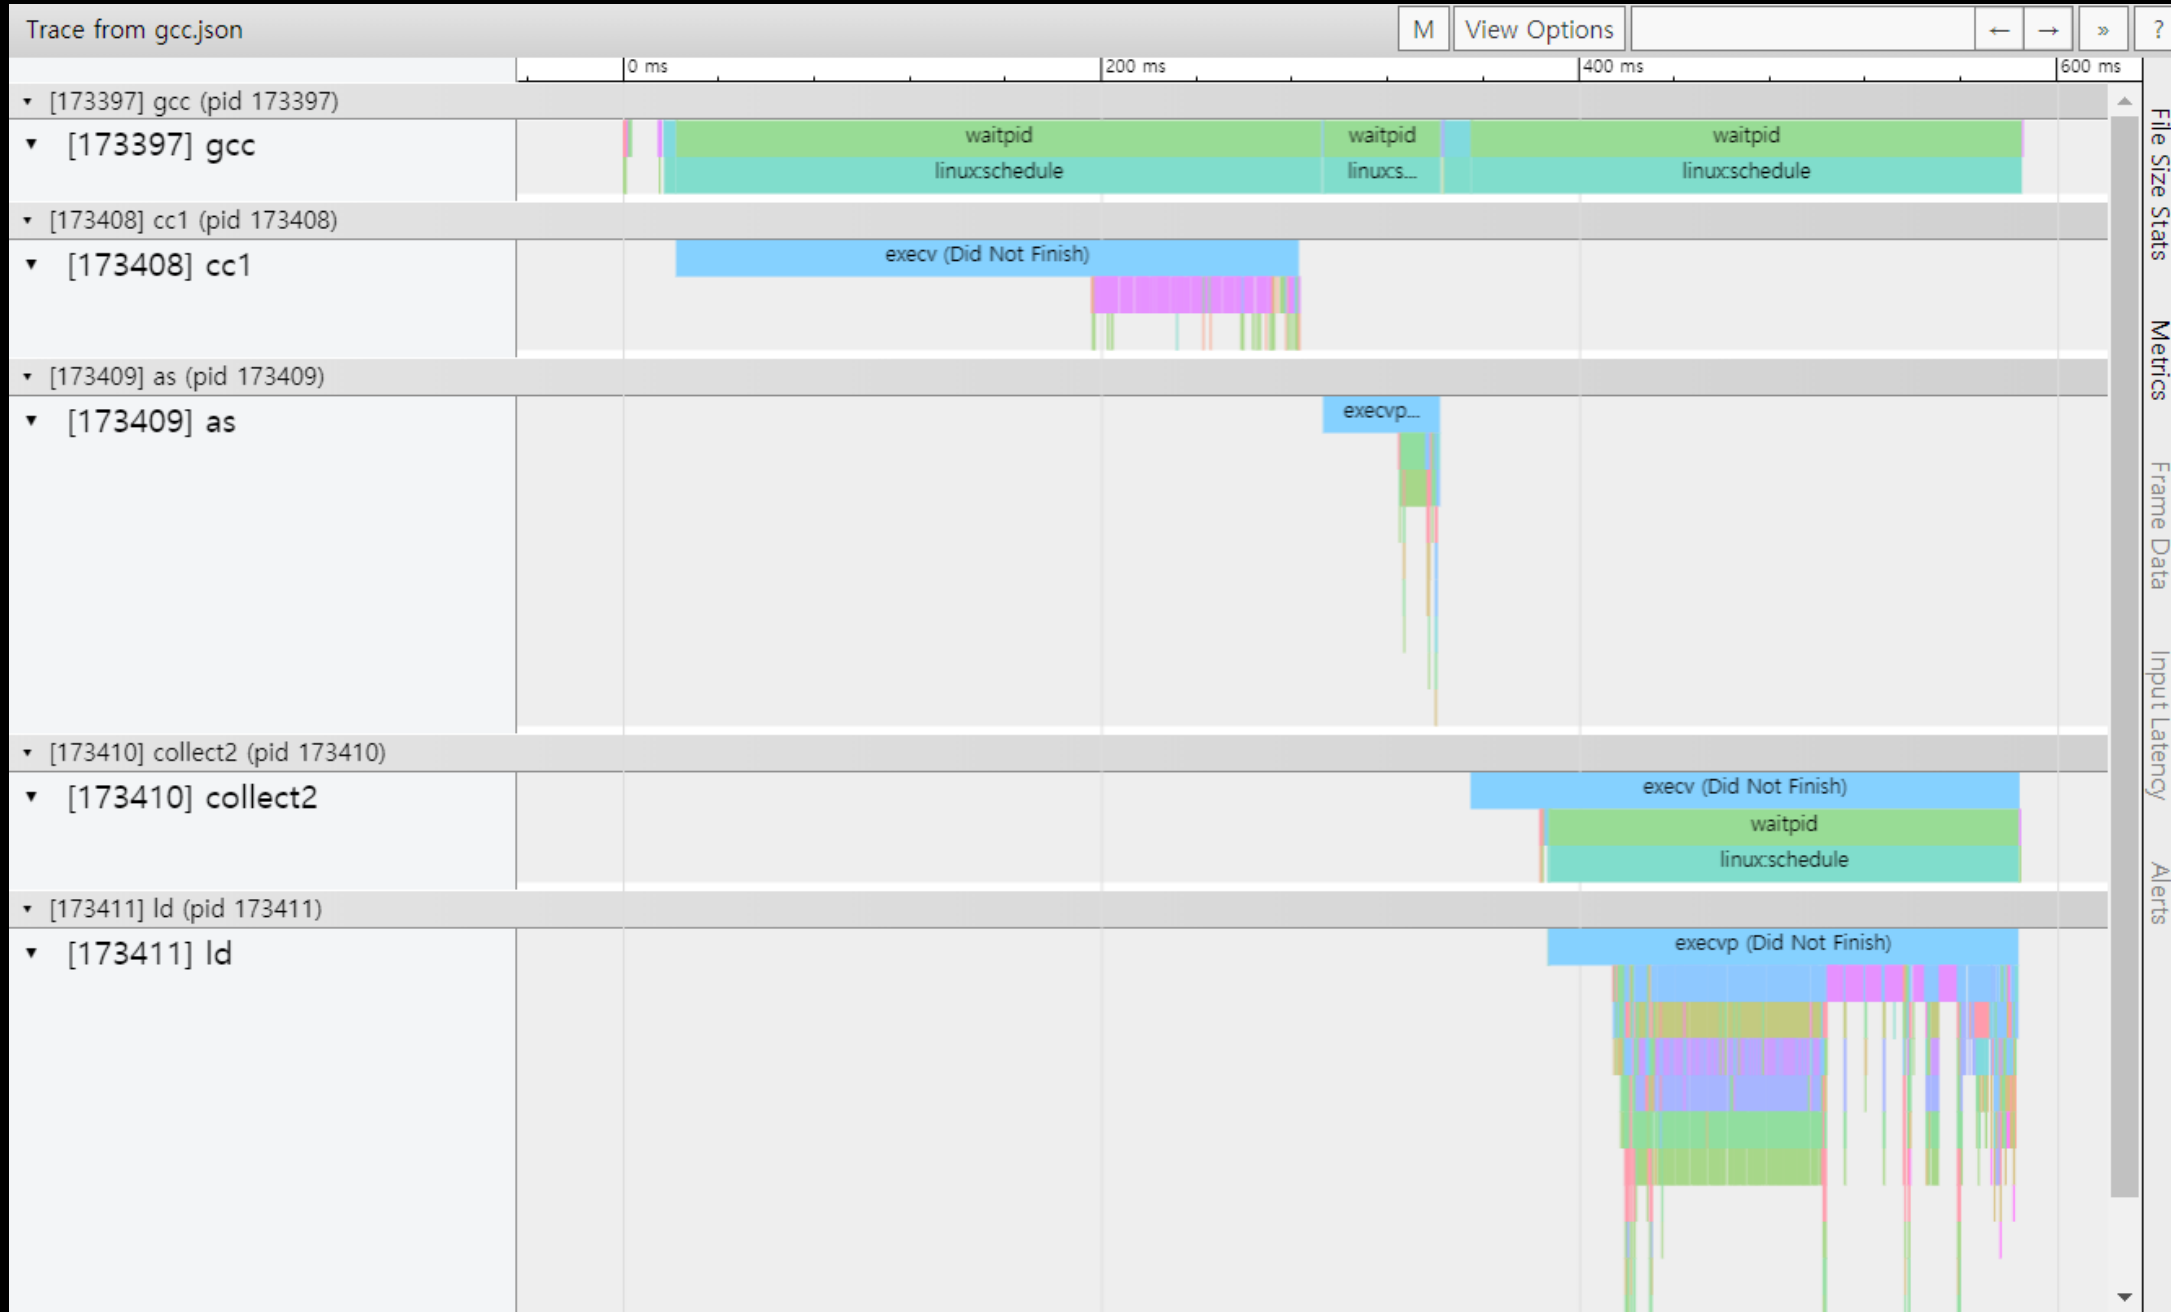 Trace from gcc.json
M
View Options
←
→
»
?
0 ms
200 ms
400 ms
600 ms
[173397] gcc (pid 173397)
[173397] gcc
waitpid
waitpid
waitpid
linux:schedule
linux:s...
linux:schedule
[173408] cc1 (pid 173408)
[173408] cc1
execv (Did Not Finish)
[173409] as (pid 173409)
[173409] as
execvp...
[173410] collect2 (pid 173410)
[173410] collect2
execv (Did Not Finish)
waitpid
linux:schedule
[173411] ld (pid 173411)
[173411] ld
execvp (Did Not Finish)
File Size Stats
Metrics
Frame Data
Input Latency
Alerts